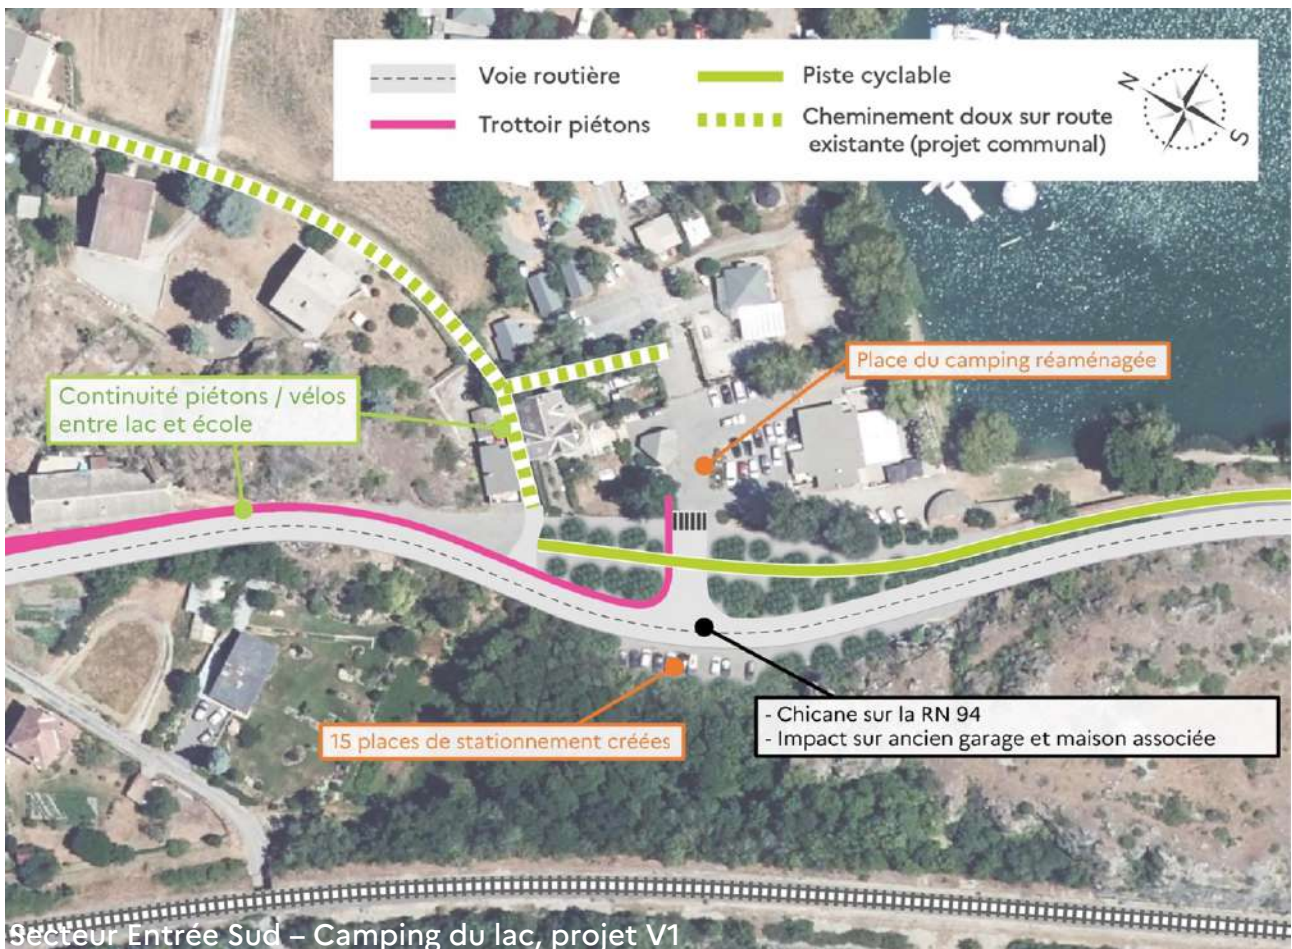 Voie routière
Piste cyclable
Trottoir piétons
Cheminement doux sur route
existante (projet communal)
N
S
Place du camping réaménagée
Continuité piétons / vélos
entre lac et école
15 places de stationnement créées
- Chicane sur la RN 94
- Impact sur ancien garage et maison associée
Secteur Entrée Sud – Camping du lac, projet V1